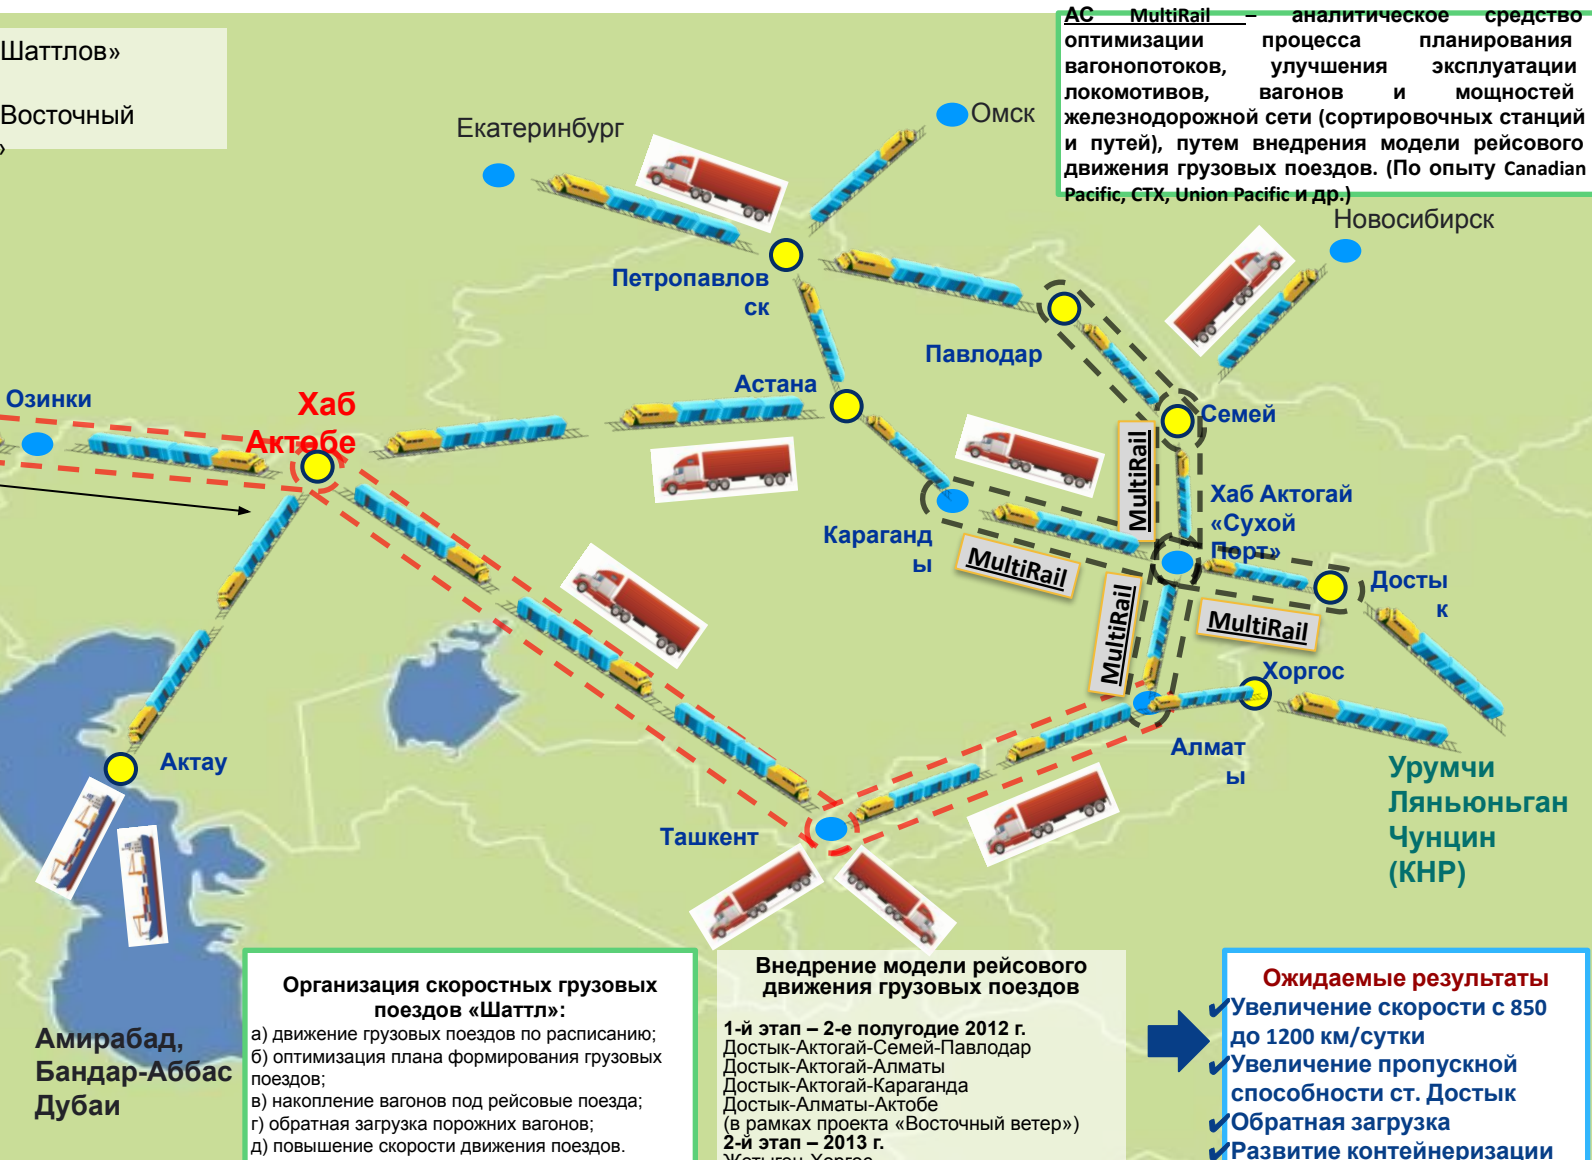 Шаттлов»
Восточный
»
АС MultiRail – аналитическое средство
оптимизации процесса планирования
вагонопотоков, улучшения эксплуатации
локомотивов, вагонов и мощностей
железнодорожной сети (сортировочных станций
и путей), путем внедрения модели рейсового
движения грузовых поездов. (По опыту Canadian
Pacific, CTX, Union Pacific и др.)
Омск
Екатеринбург
Новосибирск
Петропавлов
ск
Павлодар
Астана
Озинки
Хаб
Актобе
Семей
MultiRail
Хаб Актогай
«Сухой
Порт»
Караганд
ы
MultiRail
Досты
к
MultiRail
MultiRail
Хоргос
Алмат
ы
Актау
Ташкент
Урумчи
Ляньюньган
Чунцин
(КНР)
Амирабад,
Бандар-Аббас
Дубаи
Организация скоростных грузовых
поездов «Шаттл»:
а) движение грузовых поездов по расписанию;
б) оптимизация плана формирования грузовых
поездов;
в) накопление вагонов под рейсовые поезда;
г) обратная загрузка порожних вагонов;
д) повышение скорости движения поездов.
Внедрение модели рейсового
движения грузовых поездов
1-й этап – 2-е полугодие 2012 г.
Достык-Актогай-Семей-Павлодар
Достык-Актогай-Алматы
Достык-Актогай-Караганда
Достык-Алматы-Актобе
(в рамках проекта «Восточный ветер»)
2-й этап – 2013 г.
Жетыген-Хоргос
Ожидаемые результаты
✔Увеличение скорости с 850
до 1200 км/сутки
✔Увеличение пропускной
способности ст. Достык
✔Обратная загрузка
✔Развитие контейнеризации